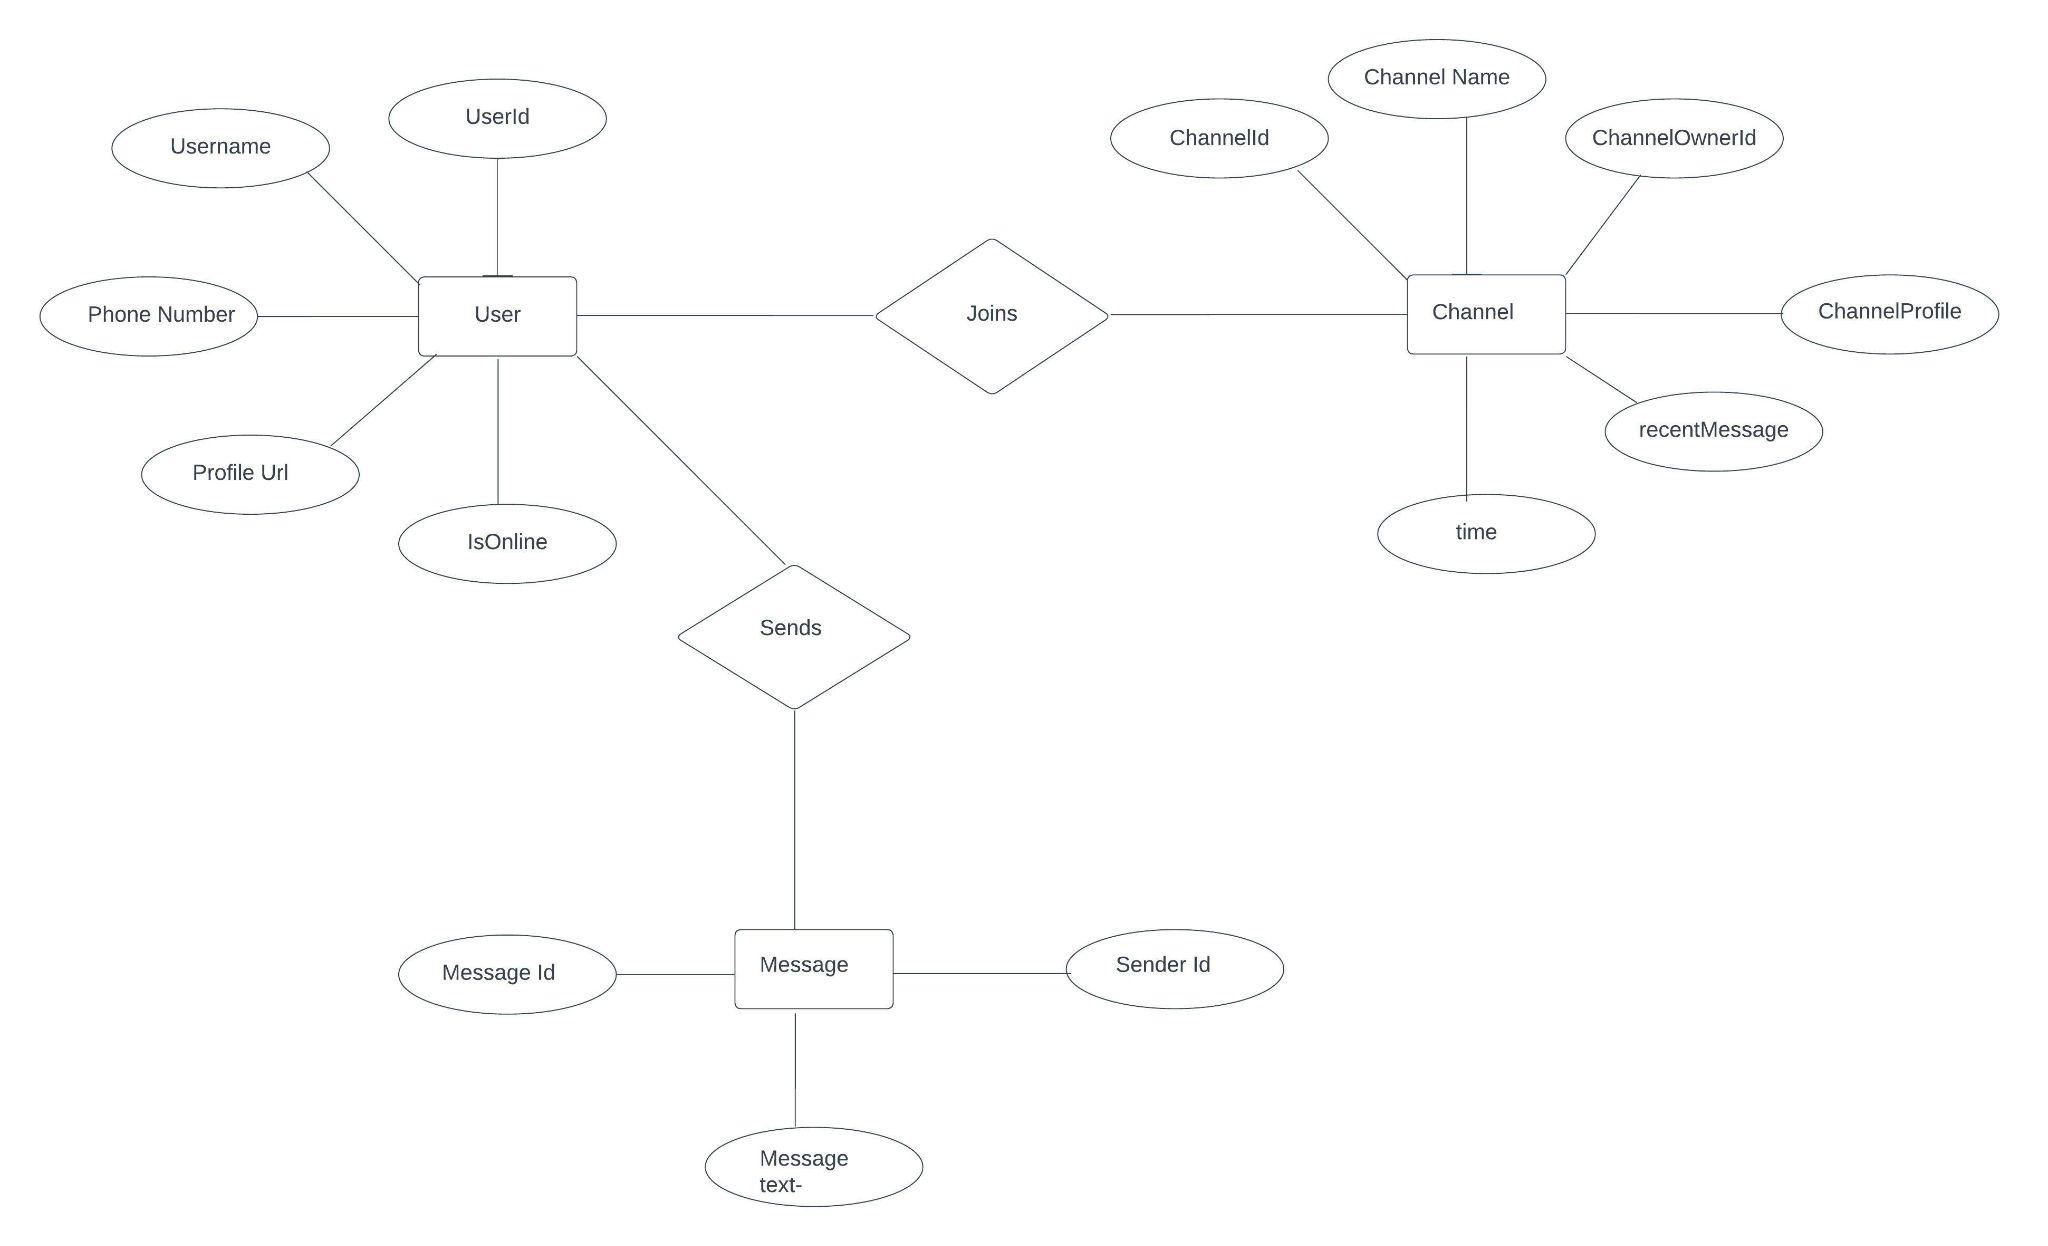 Channel Name
UserId
ChannelId
ChannelOwnerId
Username
Phone Number
User
Joins
Channel
ChannelProfile
recentMessage
Profile Url
IsOnline
time
Sends
Message Id
Message
Sender Id
Message
text-